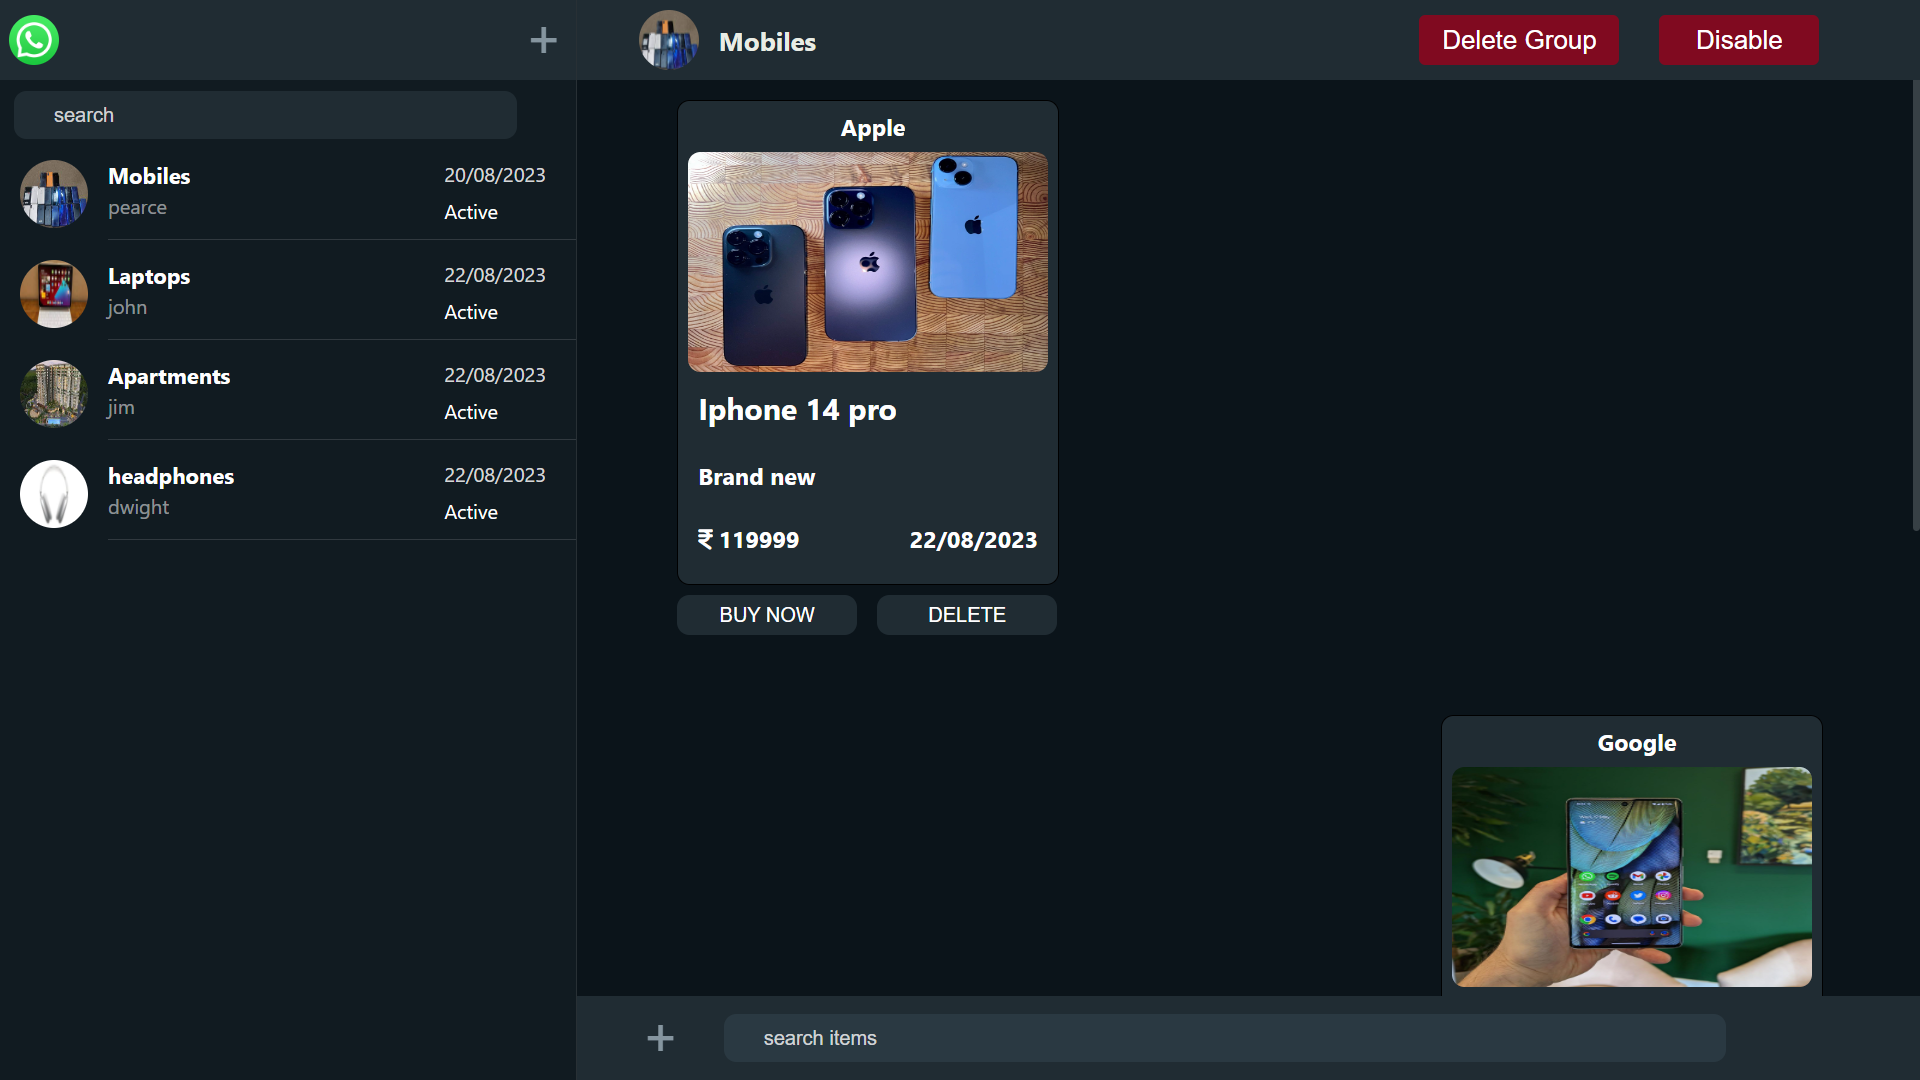 search
Mobiles
20/08/2023
pearce
Active
Laptops
22/08/2023
john
Active
Apartments
22/08/2023
jim
Active
headphones
22/08/2023
dwight
Active
Mobiles
Delete Group
Disable
Apple
Iphone 14 pro
Brand new
₹ 119999
22/08/2023
BUY NOW
DELETE
Google
search items